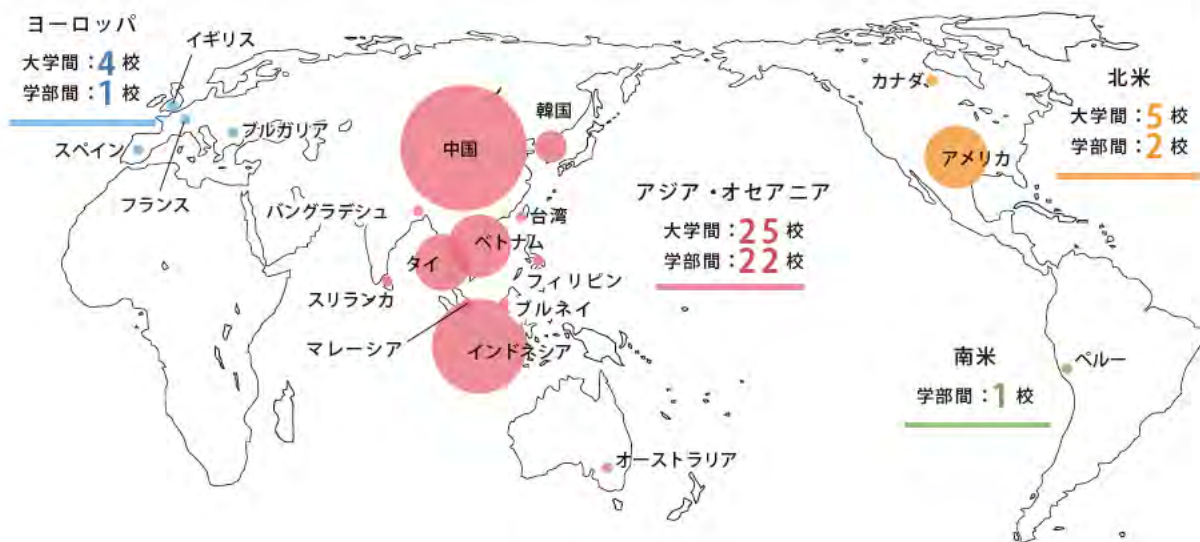 ヨーロッパ
大学間：4 校
学部間：1 校
イギリス
スペイン
フランス
ブルガリア
中国
韓国
バングラデシュ
台湾
ベトナム
タイ
フィリピン
スリランカ
ブルネイ
マレーシア
インドネシア
オーストラリア
アジア・オセアニア
大学間：25 校
学部間：22 校
カナダ
アメリカ
北米
大学間：5 校
学部間：2 校
南米
学部間：1 校
ペルー